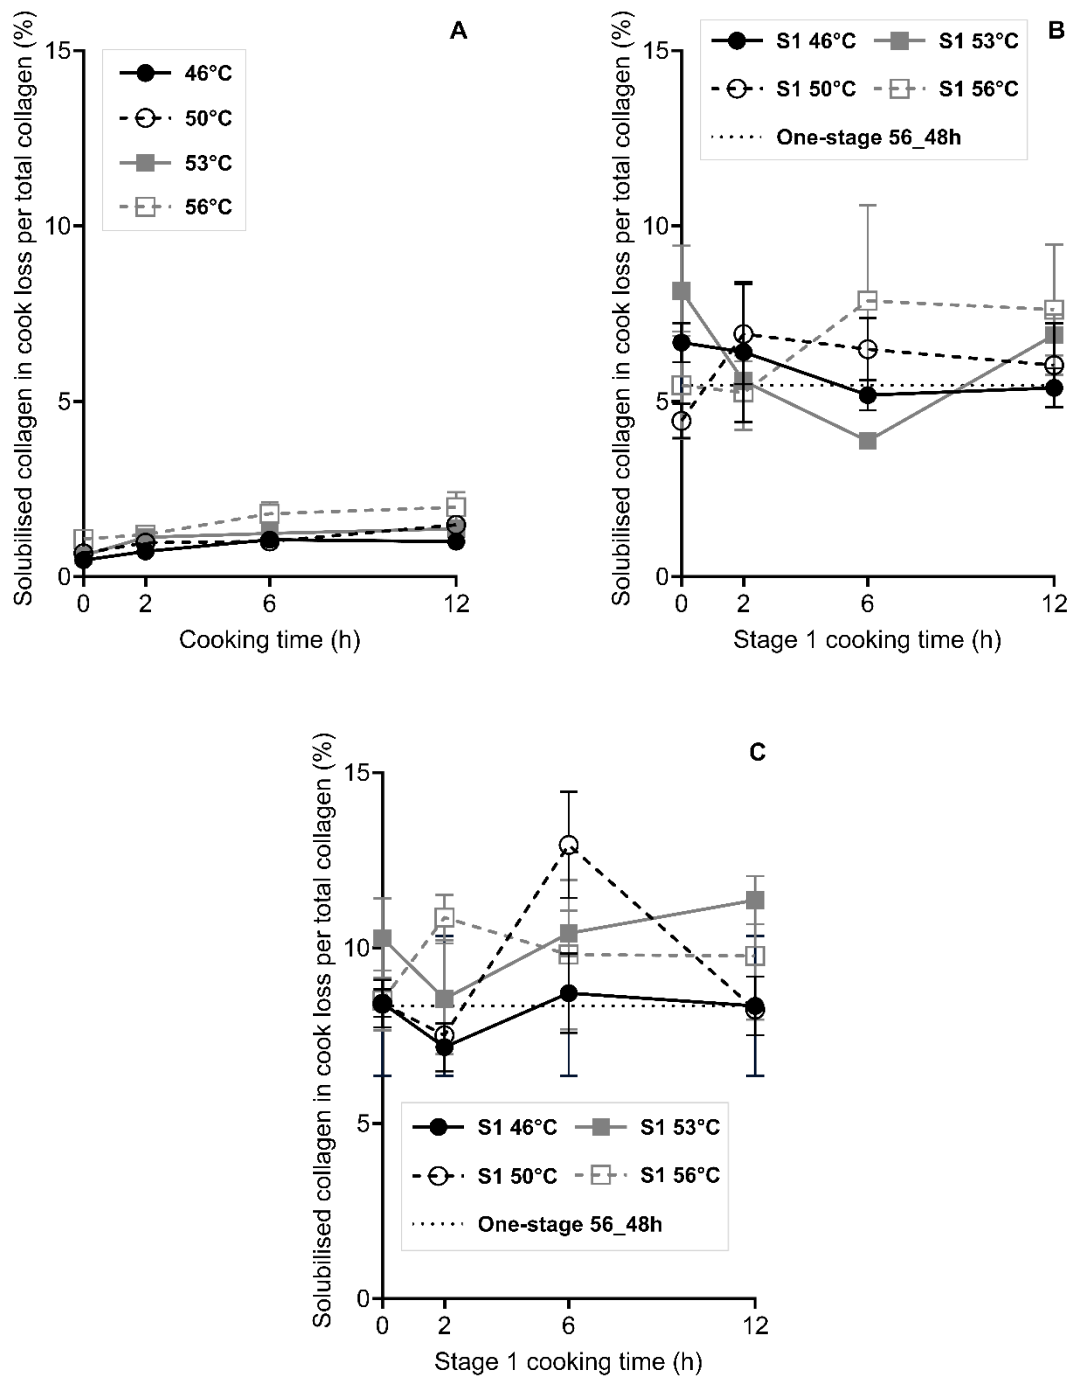 A
Solubilised collagen in cook loss per total collagen (%)
15
10
5
0
0 2 6 12
Cooking time (h)
46°C
50°C
53°C
56°C
B
Solubilised collagen in cook loss per total collagen (%)
15
10
5
0
0 2 6 12
Stage 1 cooking time (h)
S1 46°C S1 53°C
S1 50°C S1 56°C
One-stage 56_48h
C
Solubilised collagen in cook loss per total collagen (%)
15
10
5
0
0 2 6 12
Stage 1 cooking time (h)
S1 46°C S1 53°C
S1 50°C S1 56°C
One-stage 56_48h